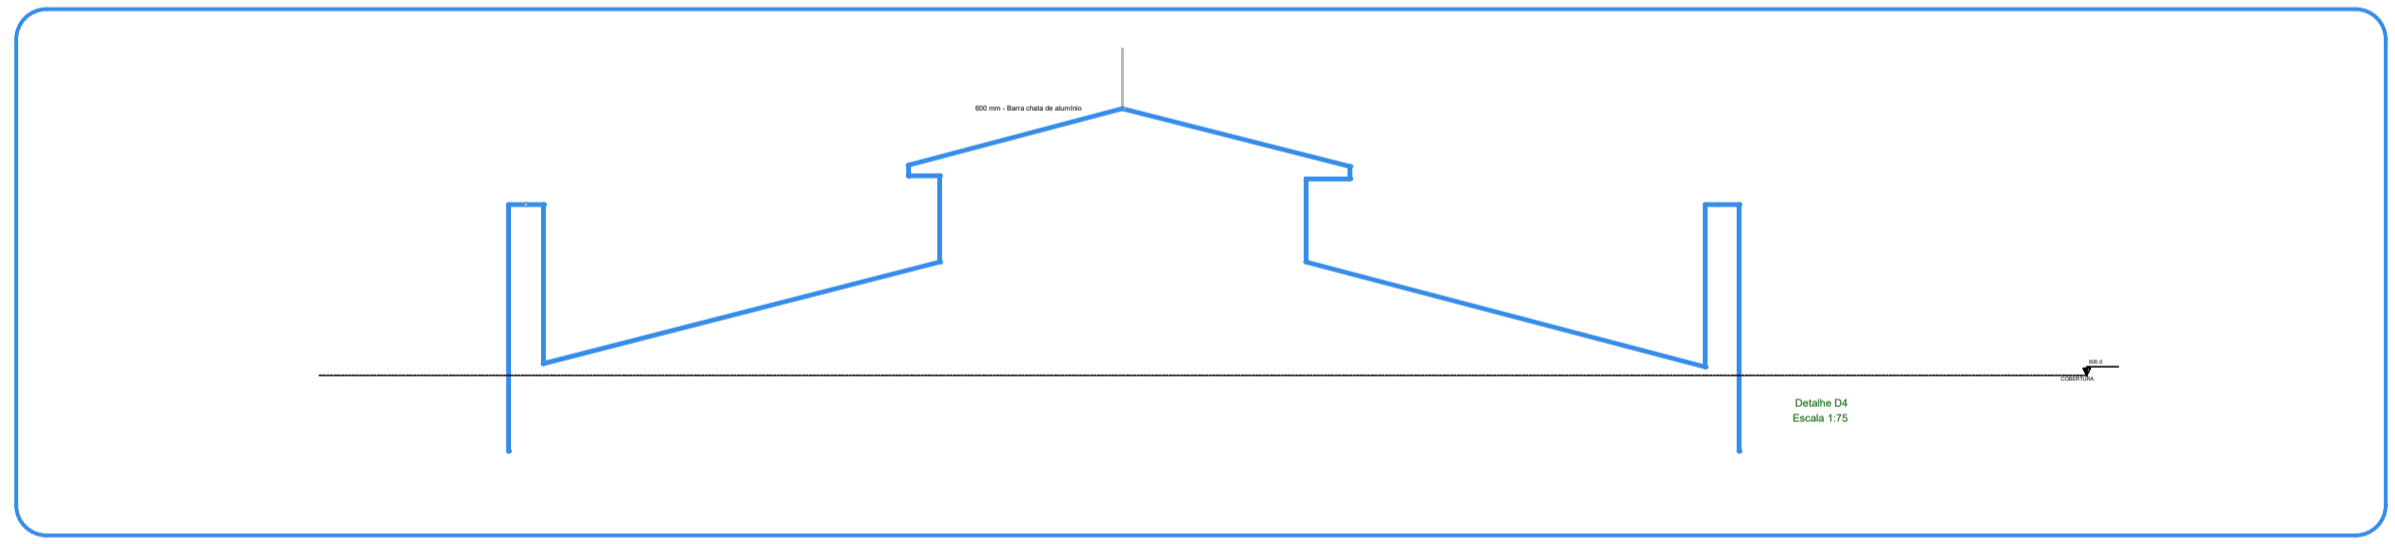 600 mm - Barra chata de alumínio
600.0
COBERTURA
Detalhe D4
Escala 1:75